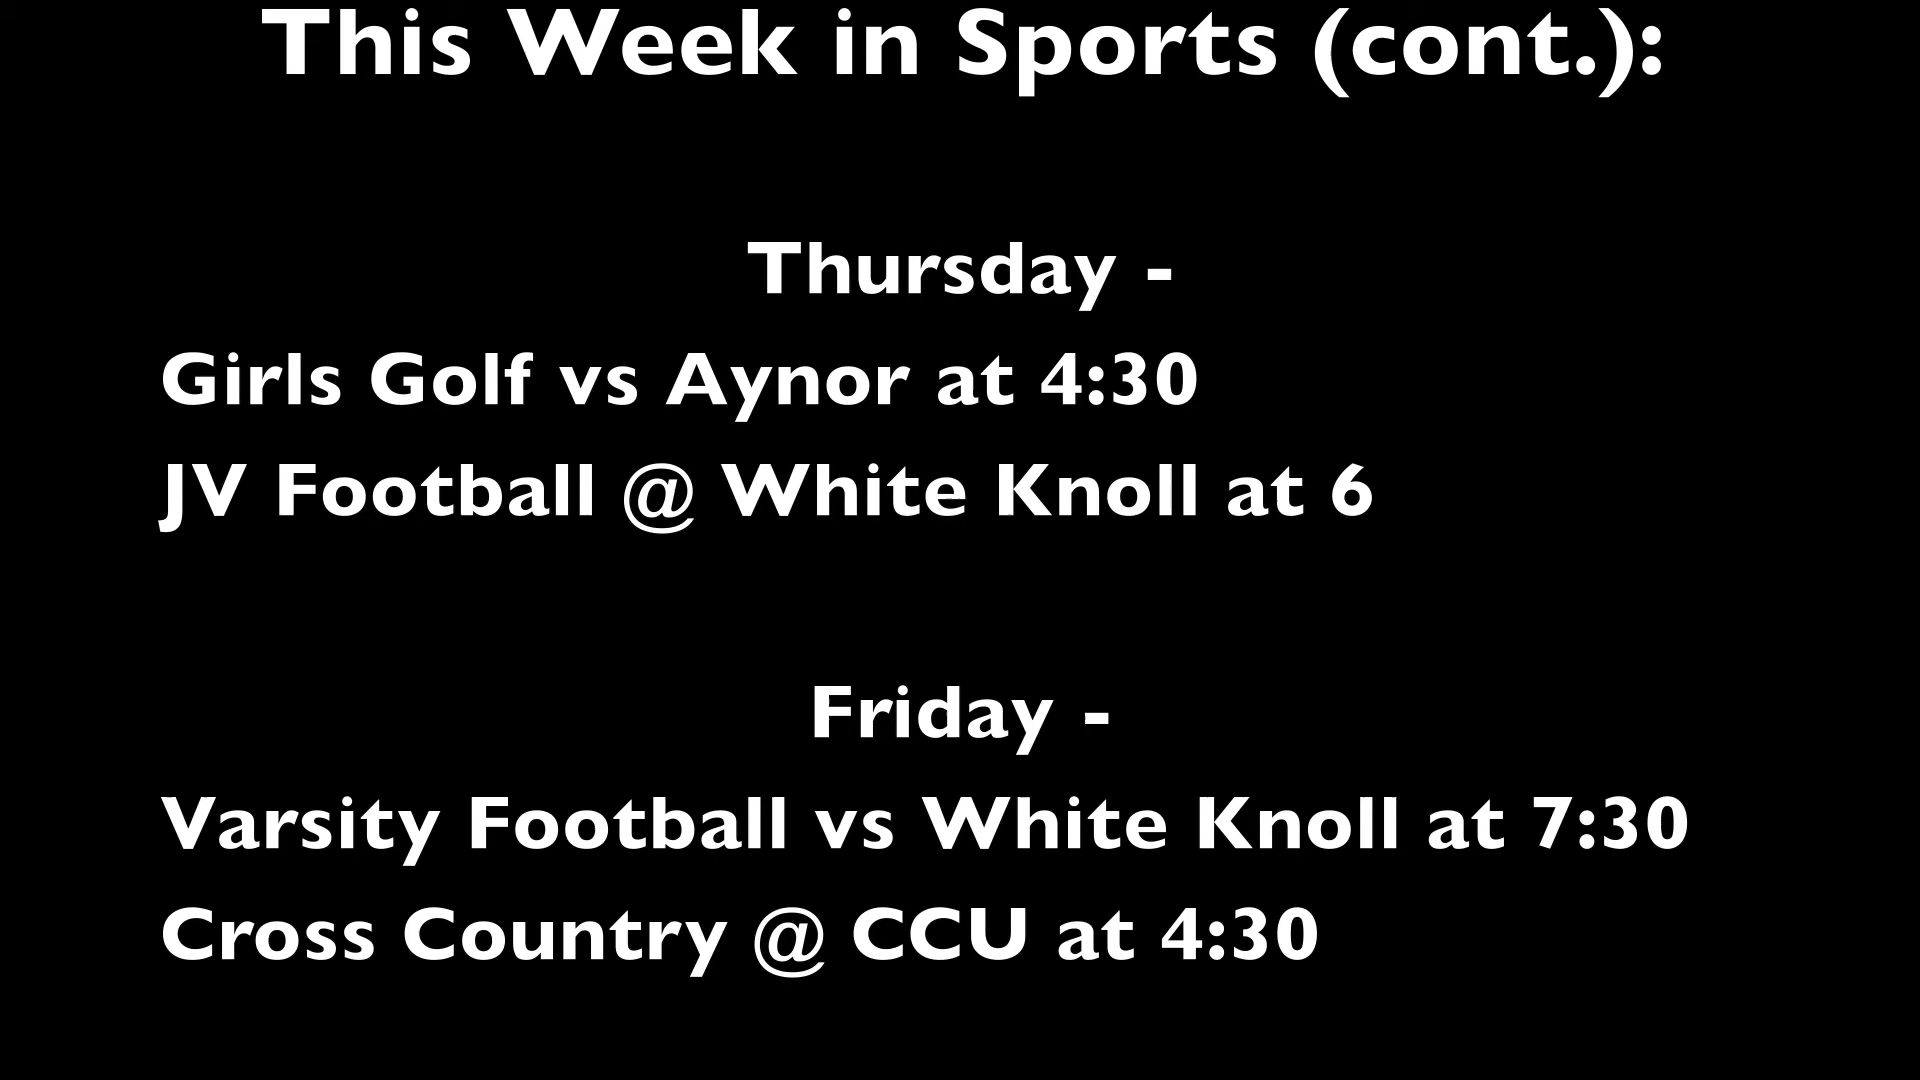 This Week in Sports (cont.):
Thursday -
Girls Golf vs Aynor at 4:30
JV Football @ White Knoll at 6
Friday -
Varsity Football vs White Knoll at 7:30
Cross Country @ CCU at 4:30